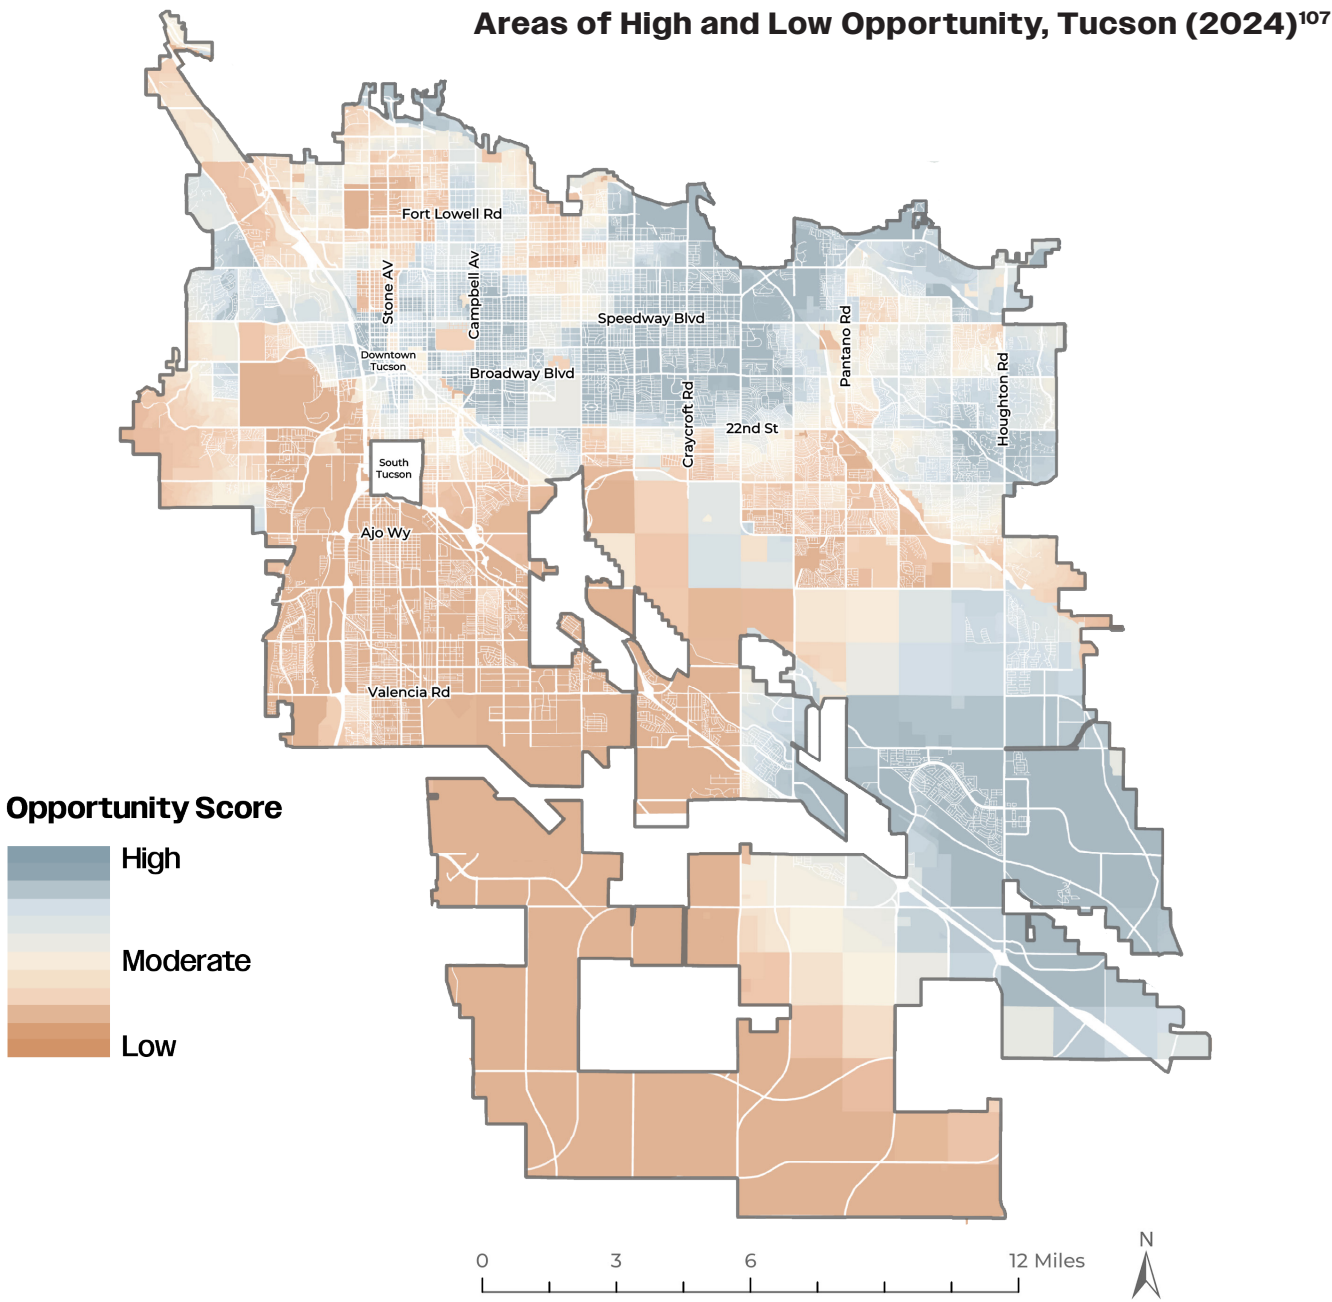 Areas of High and Low Opportunity, Tucson (2024)¹⁰⁷
Fort Lowell Rd
Stone AV
Campbell Av
Speedway Blvd
Pantano Rd
Downtown
Tucson
Broadway Blvd
Craycroft Rd
Houghton Rd
22nd St
South
Tucson
Ajo Wy
Valencia Rd
Opportunity Score
High
Moderate
Low
0 3 6 12 Miles
N